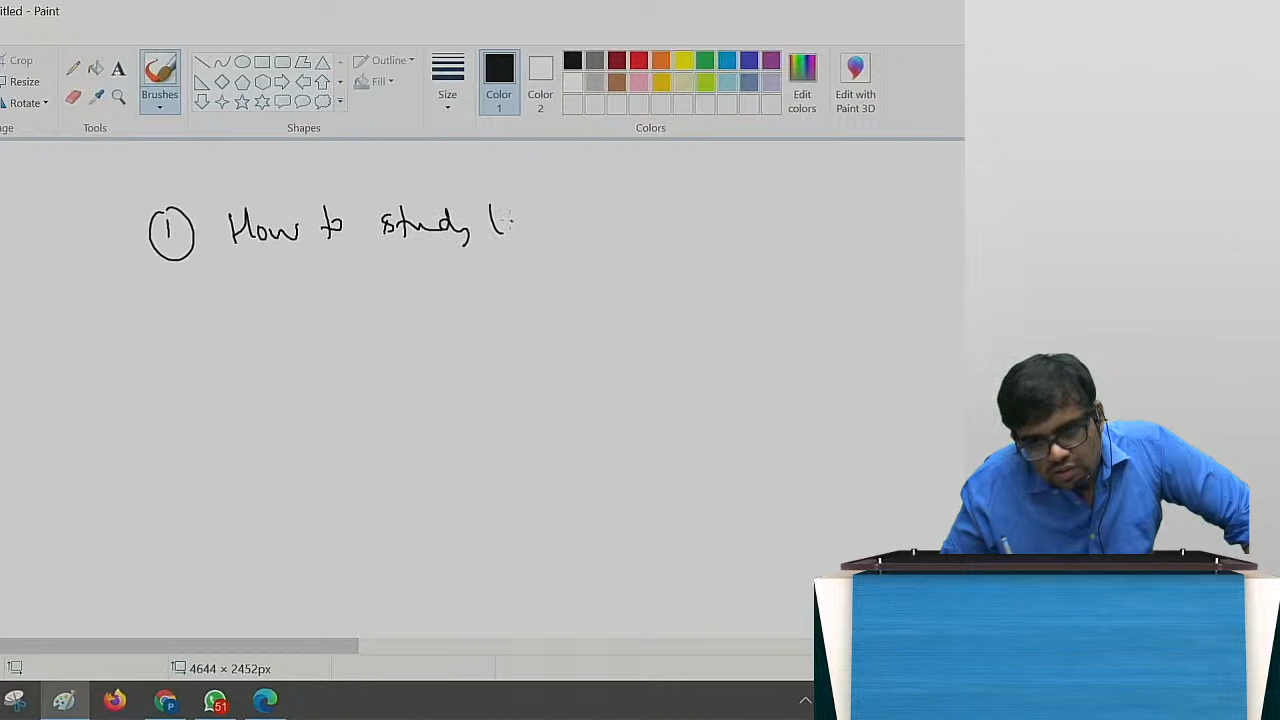 itled - Paint
Crop
Resize
Rotate
ge
Tools
Brushes
Shapes
Outline
Fill
Size
Color 1
Color 2
Colors
Edit colors
Edit with Paint 3D
① How to study
4644 × 2452px
P
51